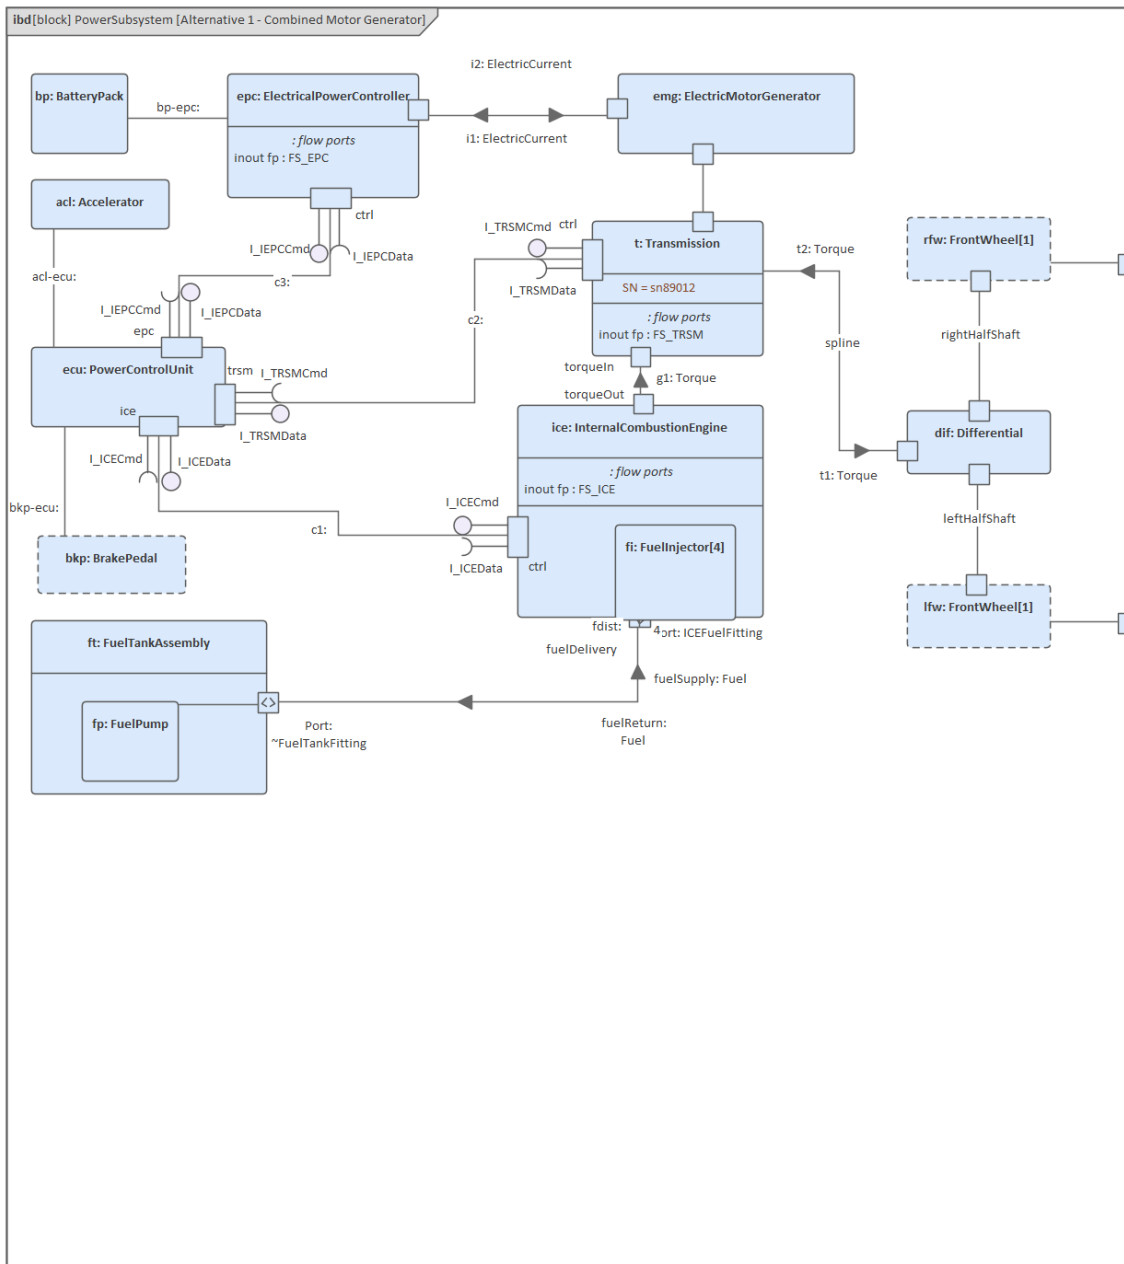 ibd [block] PowerSubsystem [Alternative 1 - Combined Motor Generator]
i2: ElectricCurrent
bp: BatteryPack
bp-epc:
epc: ElectricalPowerController
emg: ElectricMotorGenerator
i1: ElectricCurrent
: flow ports
inout fp : FS_EPC
acl: Accelerator
ctrl
I_IEPCCmd
I_IEPCData
acl-ecu:
c3:
I_IEPCCmd
I_IEPCData
epc
I_TRSMCmd
ctrl
t: Transmission
t2: Torque
rfw: FrontWheel[1]
I_TRSMData
SN = sn89012
: flow ports
inout fp : FS_TRSM
c2:
spline
rightHalfShaft
ecu: PowerControlUnit
trsm
I_TRSMCmd
torqueIn
g1: Torque
torqueOut
ice
I_TRSMData
ice: InternalCombustionEngine
dif: Differential
I_ICECmd
I_ICEData
: flow ports
inout fp : FS_ICE
t1: Torque
bkp-ecu:
I_ICECmd
leftHalfShaft
c1:
bkp: BrakePedal
I_ICEData
ctrl
fi: FuelInjector[4]
lfw: FrontWheel[1]
fdist:
4
ort: ICEFuelFitting
ft: FuelTankAssembly
fuelDelivery
fuelSupply: Fuel
fp: FuelPump
Port:
~FuelTankFitting
fuelReturn:
Fuel